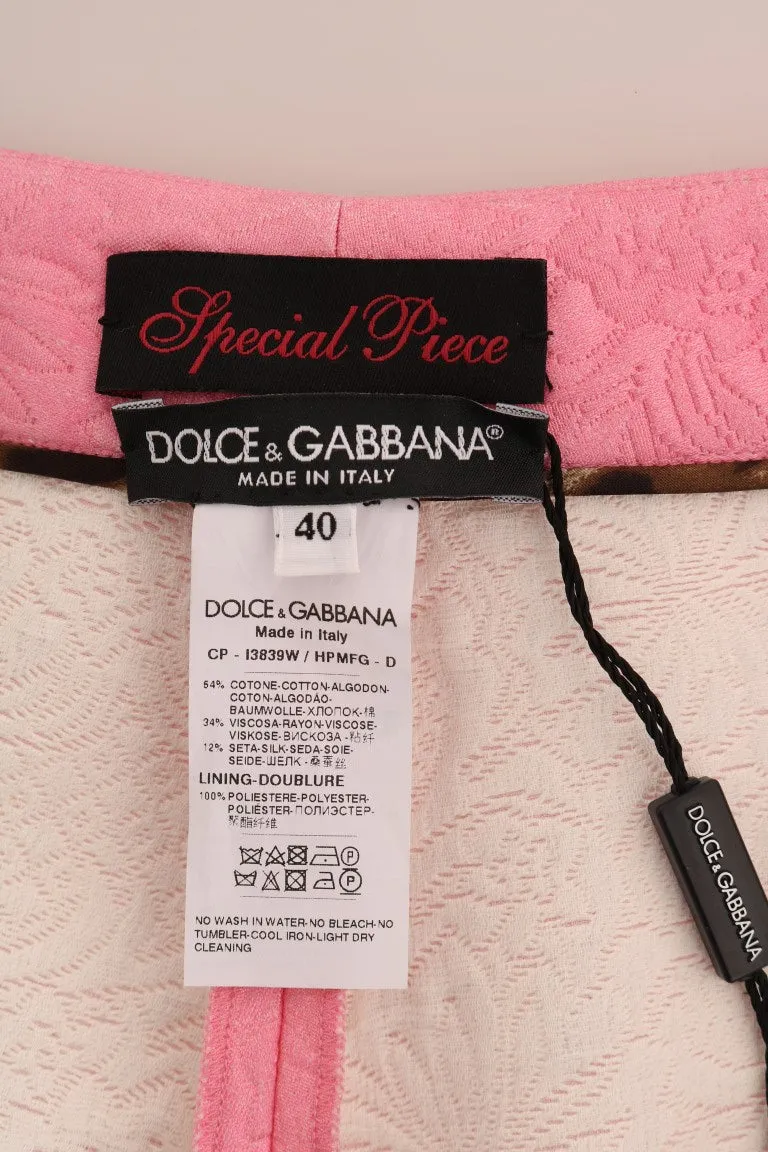 Special Piece
DOLCE & GABBANA®
MADE IN ITALY
40
DOLCE & GABBANA
Made in Italy
CP - I3839W / HPMFG - D
54% COTONE-COTTON-ALGODON-
COTON-ALGODÃO-
BAUMWOLLE-ХЛОПОК-棉
34% VISCOSA-RAYON-VISCOSE-
VISKOSE-ВИСКОЗА-粘纤
12% SETA-SILK-SEDA-SOIE-
SEIDE-ШЕЛК-桑蚕丝
LINING-DOUBLURE
100% POLIESTERE-POLYESTER-
POLIÉSTER-ПОЛИЭСТЕР-
聚酯纤维
NO WASH IN WATER-NO BLEACH-NO
TUMBLER-COOL IRON-LIGHT DRY
CLEANING
DOLCE & GABBANA